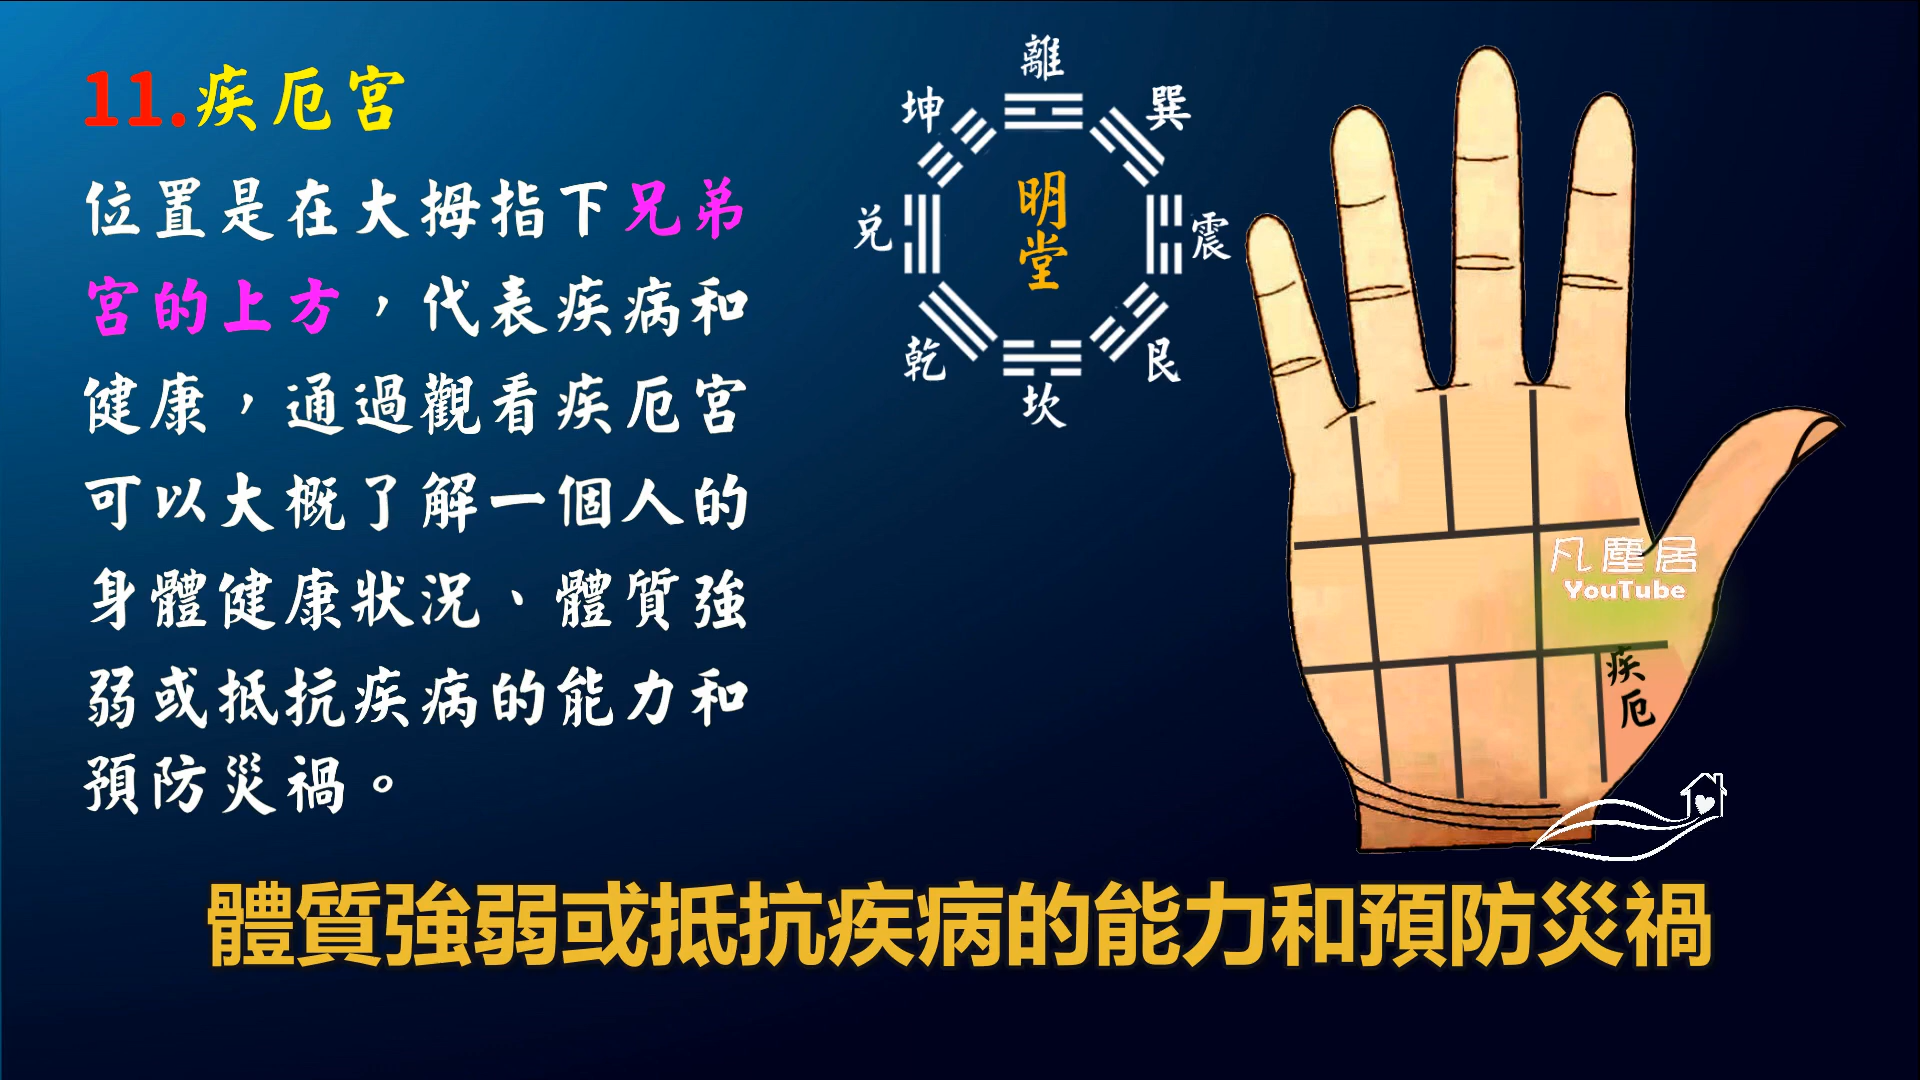 11.疾厄宮
位置是在大拇指下兄弟
宮的上方，代表疾病和
健康，通過觀看疾厄宮
可以大概了解一個人的
身體健康狀況、體質強
弱或抵抗疾病的能力和
預防災禍。
離
坤
巽
明堂
兌
震
乾
艮
坎
凡塵居
YouTube
疾厄
體質強弱或抵抗疾病的能力和預防災禍